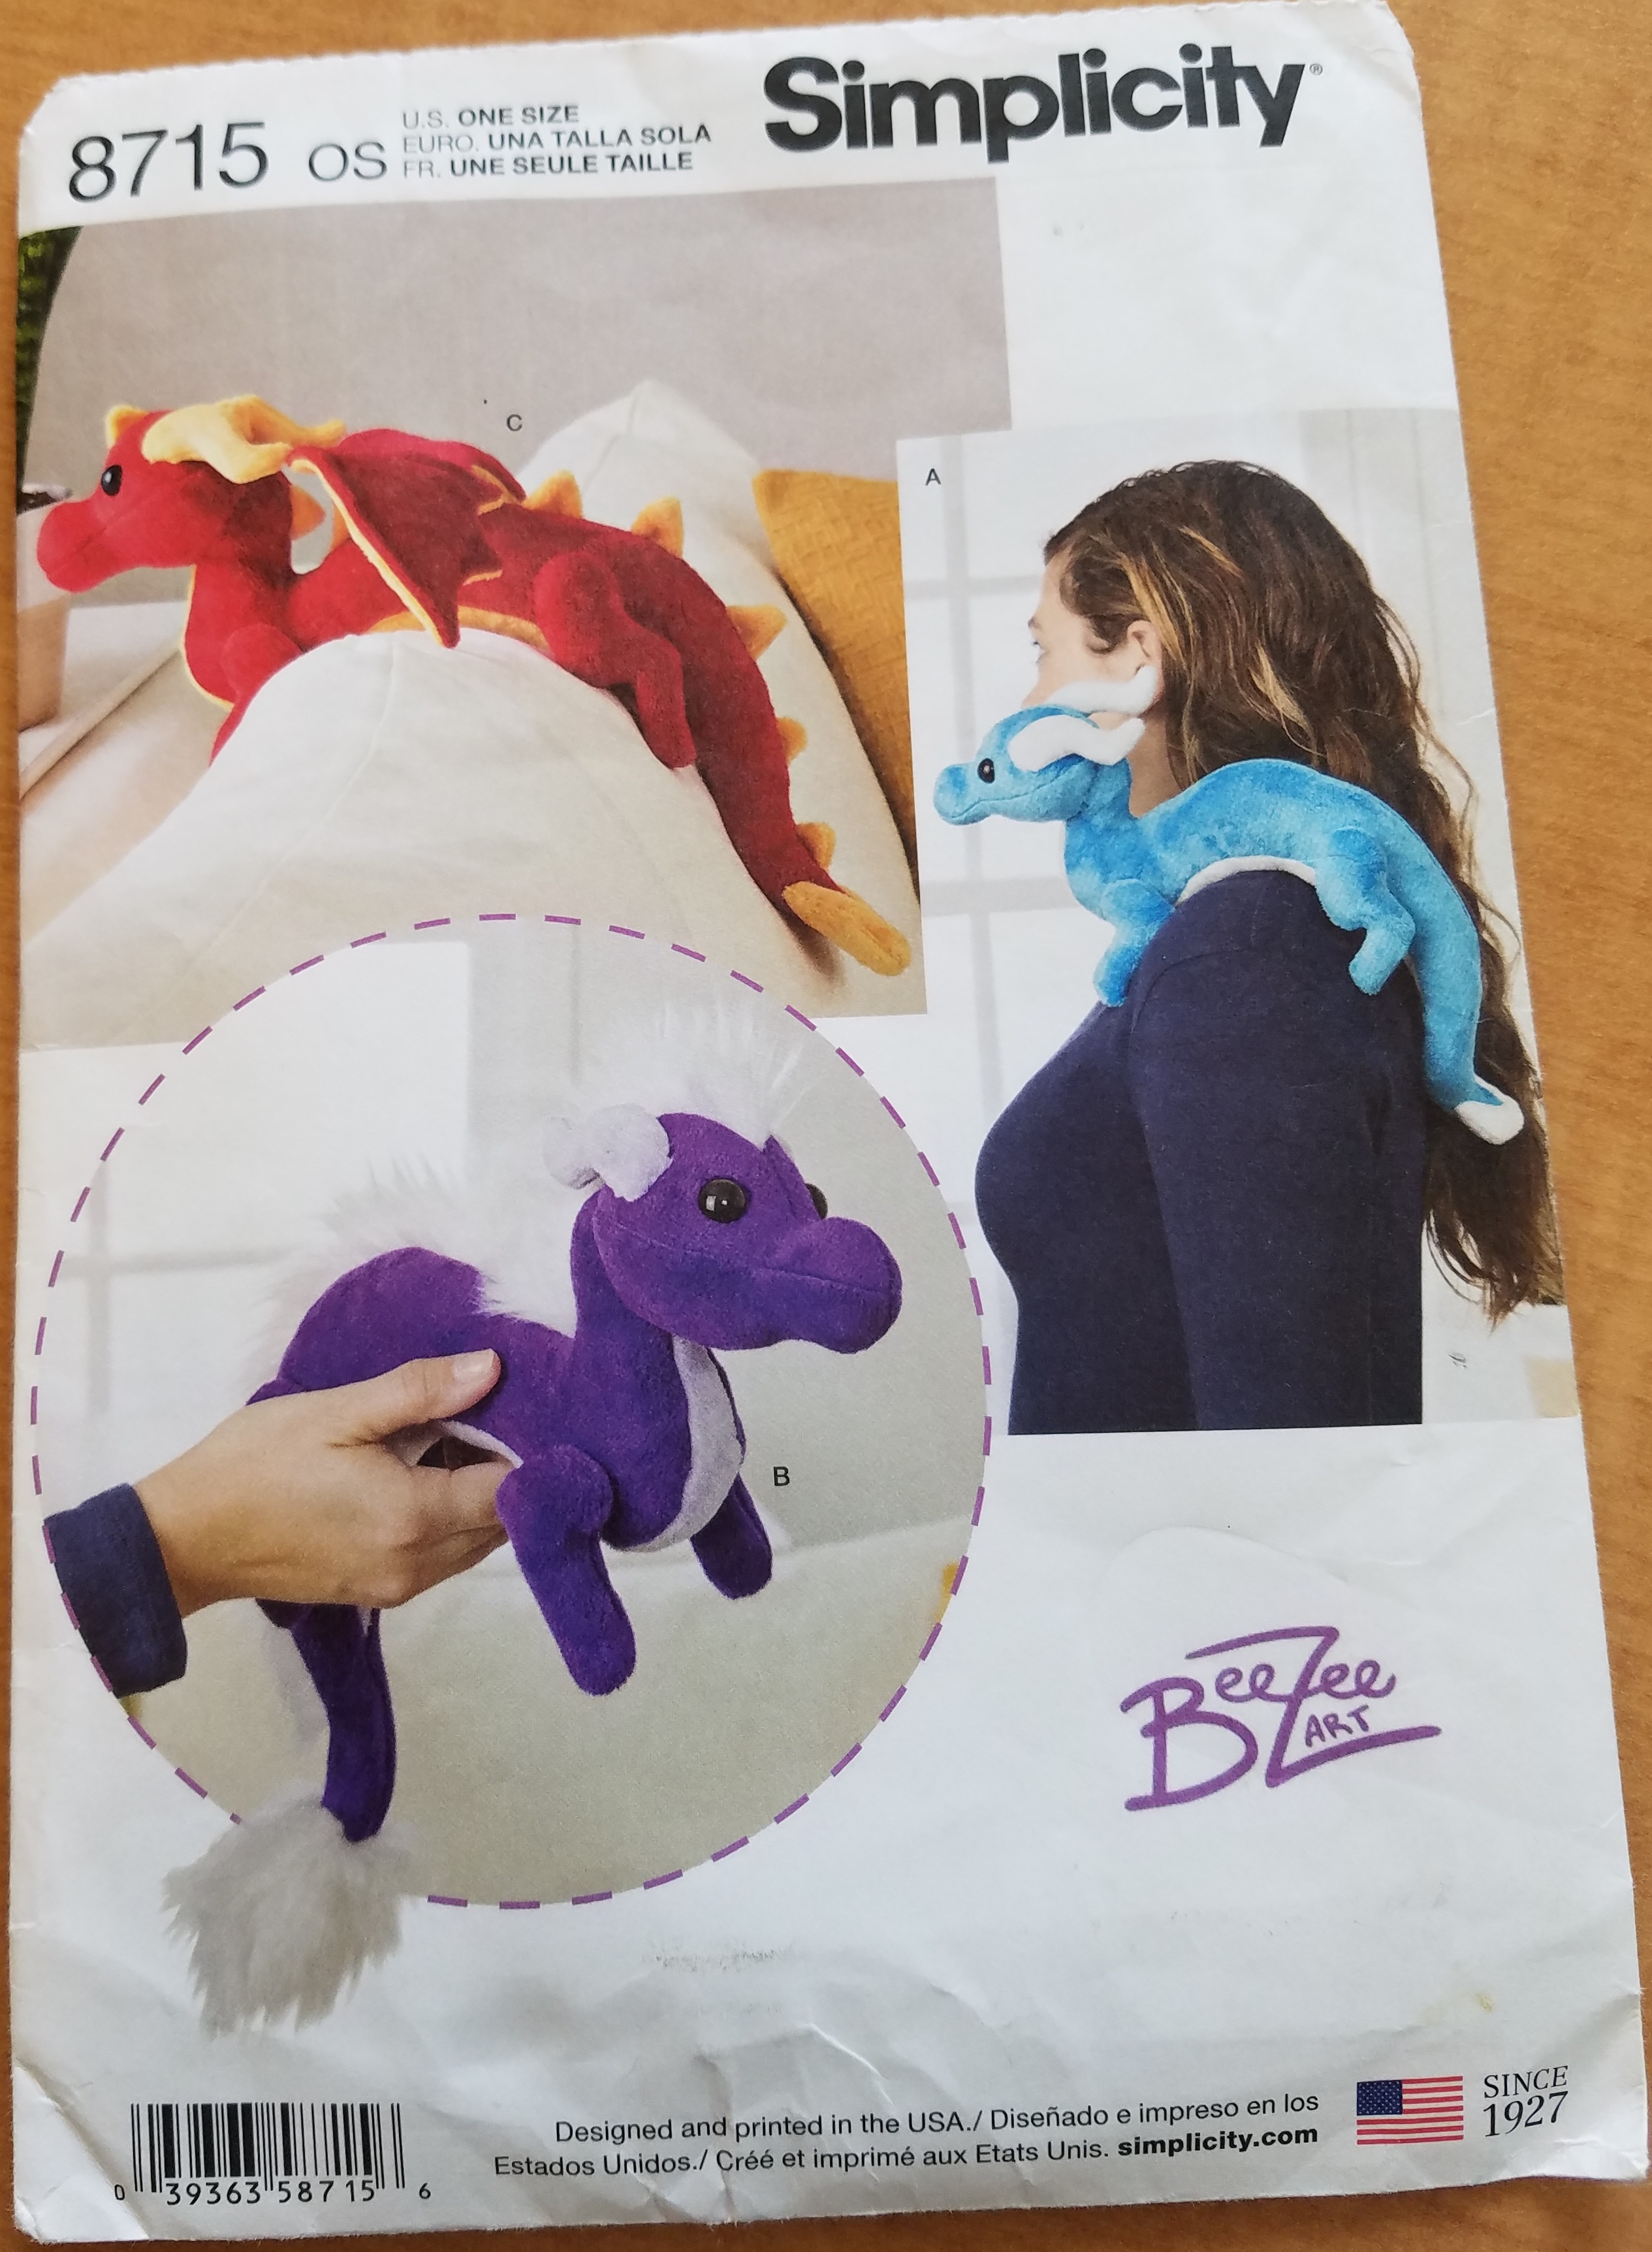 8715 OS
U.S. ONE SIZE
EURO. UNA TALLA SOLA
FR. UNE SEULE TAILLE
Simplicity®
C
A
B
BeeZee
ART
0 39363 58715 6
Designed and printed in the USA./ Diseñado e impreso en los
Estados Unidos./ Créé et imprimé aux Etats Unis. simplicity.com
SINCE
1927